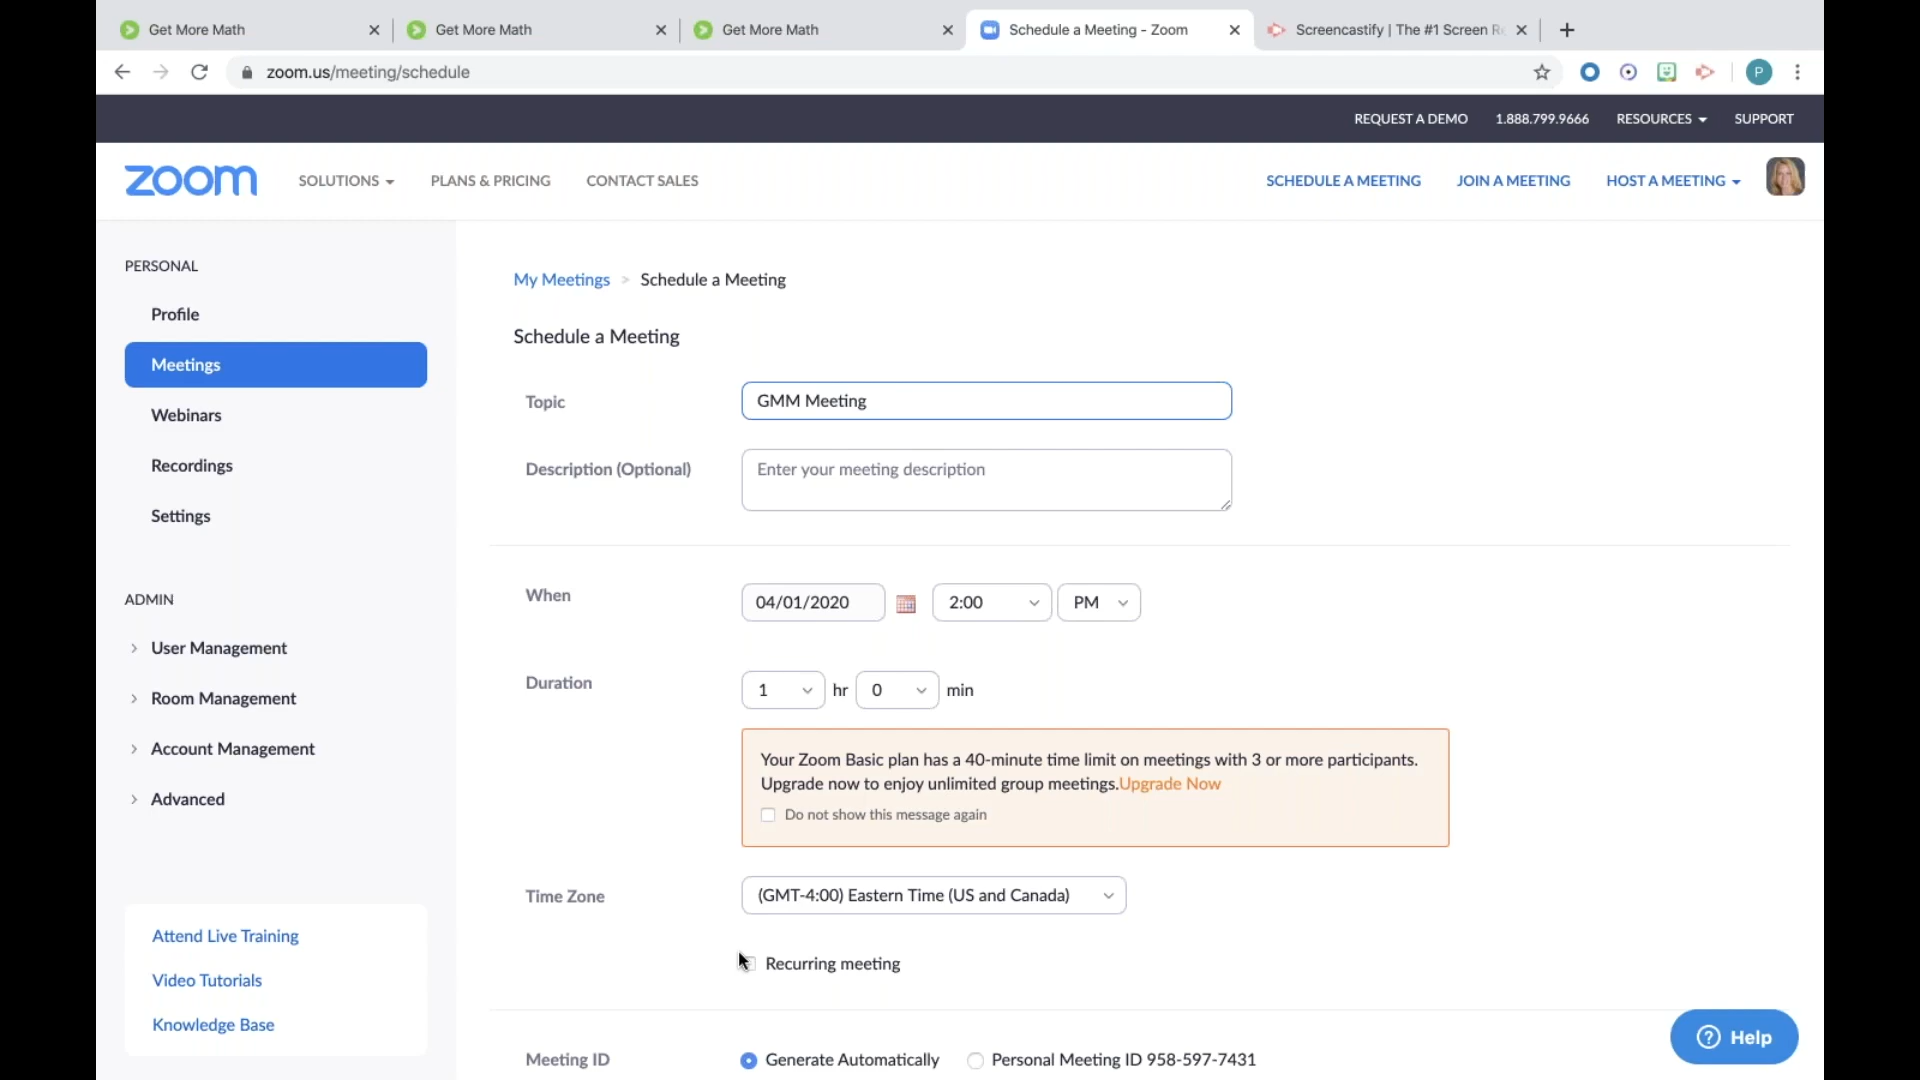 Get More Math
Get More Math
Get More Math
Schedule a Meeting - Zoom
Screencastify | The #1 Screen Re
zoom.us/meeting/schedule
P
REQUEST A DEMO 1.888.799.9666 RESOURCES SUPPORT
zoom SOLUTIONS PLANS & PRICING CONTACT SALES SCHEDULE A MEETING JOIN A MEETING HOST A MEETING
PERSONAL
Profile
Meetings
Webinars
Recordings
Settings
ADMIN
User Management
Room Management
Account Management
Advanced
Attend Live Training
Video Tutorials
Knowledge Base
My Meetings > Schedule a Meeting
Schedule a Meeting
Topic GMM Meeting
Description (Optional) Enter your meeting description
When 04/01/2020 2:00 PM
Duration 1 hr 0 min
Your Zoom Basic plan has a 40-minute time limit on meetings with 3 or more participants.
Upgrade now to enjoy unlimited group meetings.Upgrade Now
Do not show this message again
Time Zone (GMT-4:00) Eastern Time (US and Canada)
Recurring meeting
Meeting ID Generate Automatically Personal Meeting ID 958-597-7431
Help